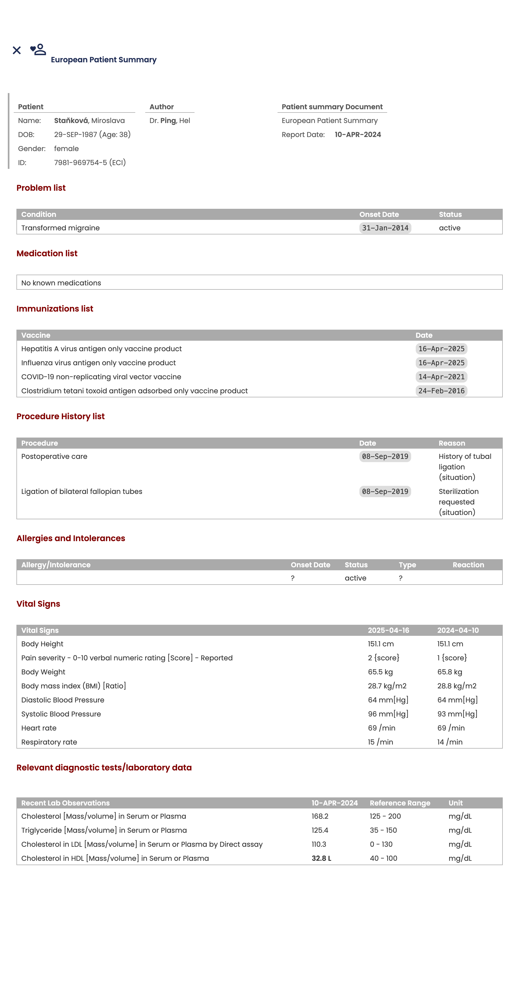 European Patient Summary
Patient
Name: Staňková, Miroslava
DOB: 29-SEP-1987 (Age: 38)
Gender: female
ID: 7981-969754-5 (ECI)
Author
Dr. Ping, Hel
Patient summary Document
European Patient Summary
Report Date: 10-APR-2024
Problem list
Condition Onset Date Status
Transformed migraine 31-Jan-2014 active
Medication list
No known medications
Immunizations list
Vaccine Date
Hepatitis A virus antigen only vaccine product 16-Apr-2025
Influenza virus antigen only vaccine product 16-Apr-2025
COVID-19 non-replicating viral vector vaccine 14-Apr-2021
Clostridium tetani toxoid antigen adsorbed only vaccine product 24-Feb-2016
Procedure History list
Procedure Date Reason
Postoperative care 08-Sep-2019 History of tubal
ligation
(situation)
Ligation of bilateral fallopian tubes 08-Sep-2019 Sterilization
requested
(situation)
Allergies and Intolerances
Allergy/Intolerance Onset Date Status Type Reaction
? active ?
Vital Signs
Vital Signs 2025-04-16 2024-04-10
Body Height 151.1 cm 151.1 cm
Pain severity - 0-10 verbal numeric rating [Score] - Reported 2 {score} 1 {score}
Body Weight 65.5 kg 65.8 kg
Body mass index (BMI) [Ratio] 28.7 kg/m2 28.8 kg/m2
Diastolic Blood Pressure 64 mm[Hg] 64 mm[Hg]
Systolic Blood Pressure 96 mm[Hg] 93 mm[Hg]
Heart rate 69 /min 69 /min
Respiratory rate 15 /min 14 /min
Relevant diagnostic tests/laboratory data
Recent Lab Observations 10-APR-2024 Reference Range Unit
Cholesterol [Mass/volume] in Serum or Plasma 168.2 125 - 200 mg/dL
Triglyceride [Mass/volume] in Serum or Plasma 125.4 35 - 150 mg/dL
Cholesterol in LDL [Mass/volume] in Serum or Plasma by Direct assay 110.3 0 - 130 mg/dL
Cholesterol in HDL [Mass/volume] in Serum or Plasma 32.8 L 40 - 100 mg/dL